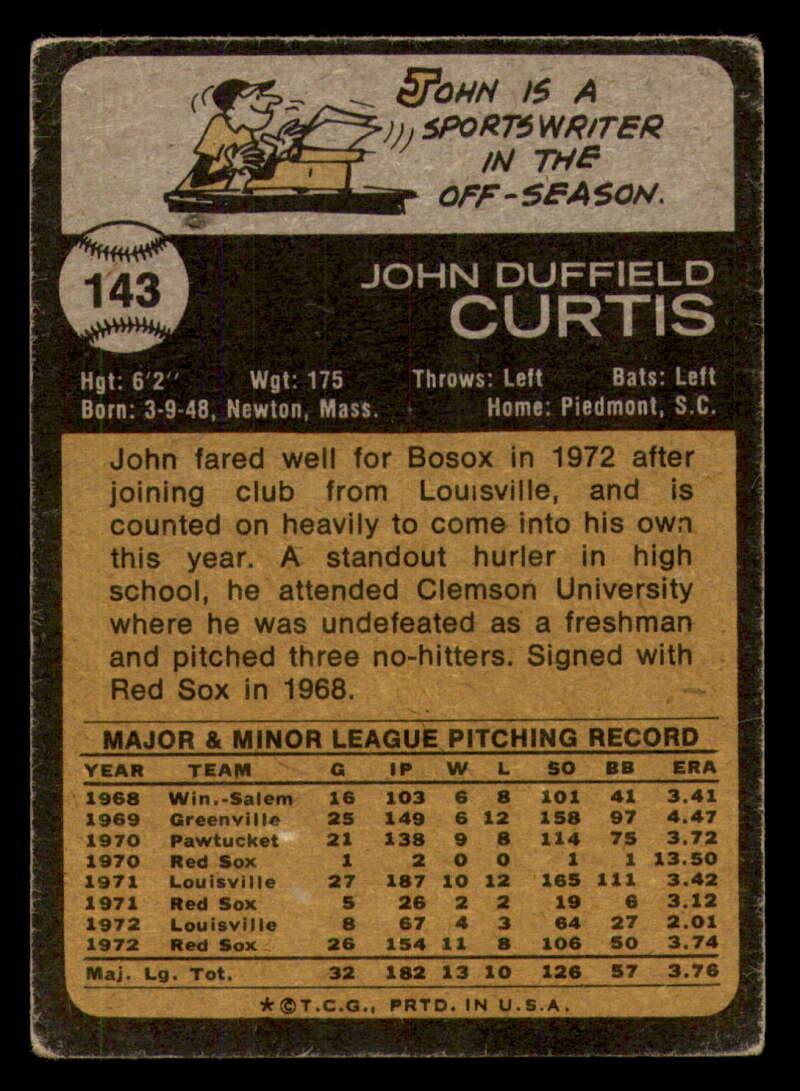 JOHN IS A
SPORTSWRITER
IN THE
OFF-SEASON.
143
JOHN DUFFIELD
CURTIS
Hgt: 6'2" Wgt: 175 Throws: Left Bats: Left
Born: 3-9-48, Newton, Mass. Home: Piedmont, S.C.
John fared well for Bosox in 1972 after
joining club from Louisville, and is
counted on heavily to come into his own
this year. A standout hurler in high
school, he attended Clemson University
where he was undefeated as a freshman
and pitched three no-hitters. Signed with
Red Sox in 1968.
MAJOR & MINOR LEAGUE PITCHING RECORD
YEAR TEAM G IP W L SO BB ERA
1968 Win.-Salem 16 103 6 8 101 41 3.41
1969 Greenville 25 149 6 12 158 97 4.47
1970 Pawtucket 21 138 9 8 114 75 3.72
1970 Red Sox 1 2 0 0 1 1 13.50
1971 Louisville 27 187 10 12 165 111 3.42
1971 Red Sox 5 26 2 2 19 6 3.12
1972 Louisville 8 67 4 3 64 27 2.01
1972 Red Sox 26 154 11 8 106 50 3.74
Maj. Lg. Tot. 32 182 13 10 126 57 3.76
*©T.C.G., PRTD. IN U.S.A.